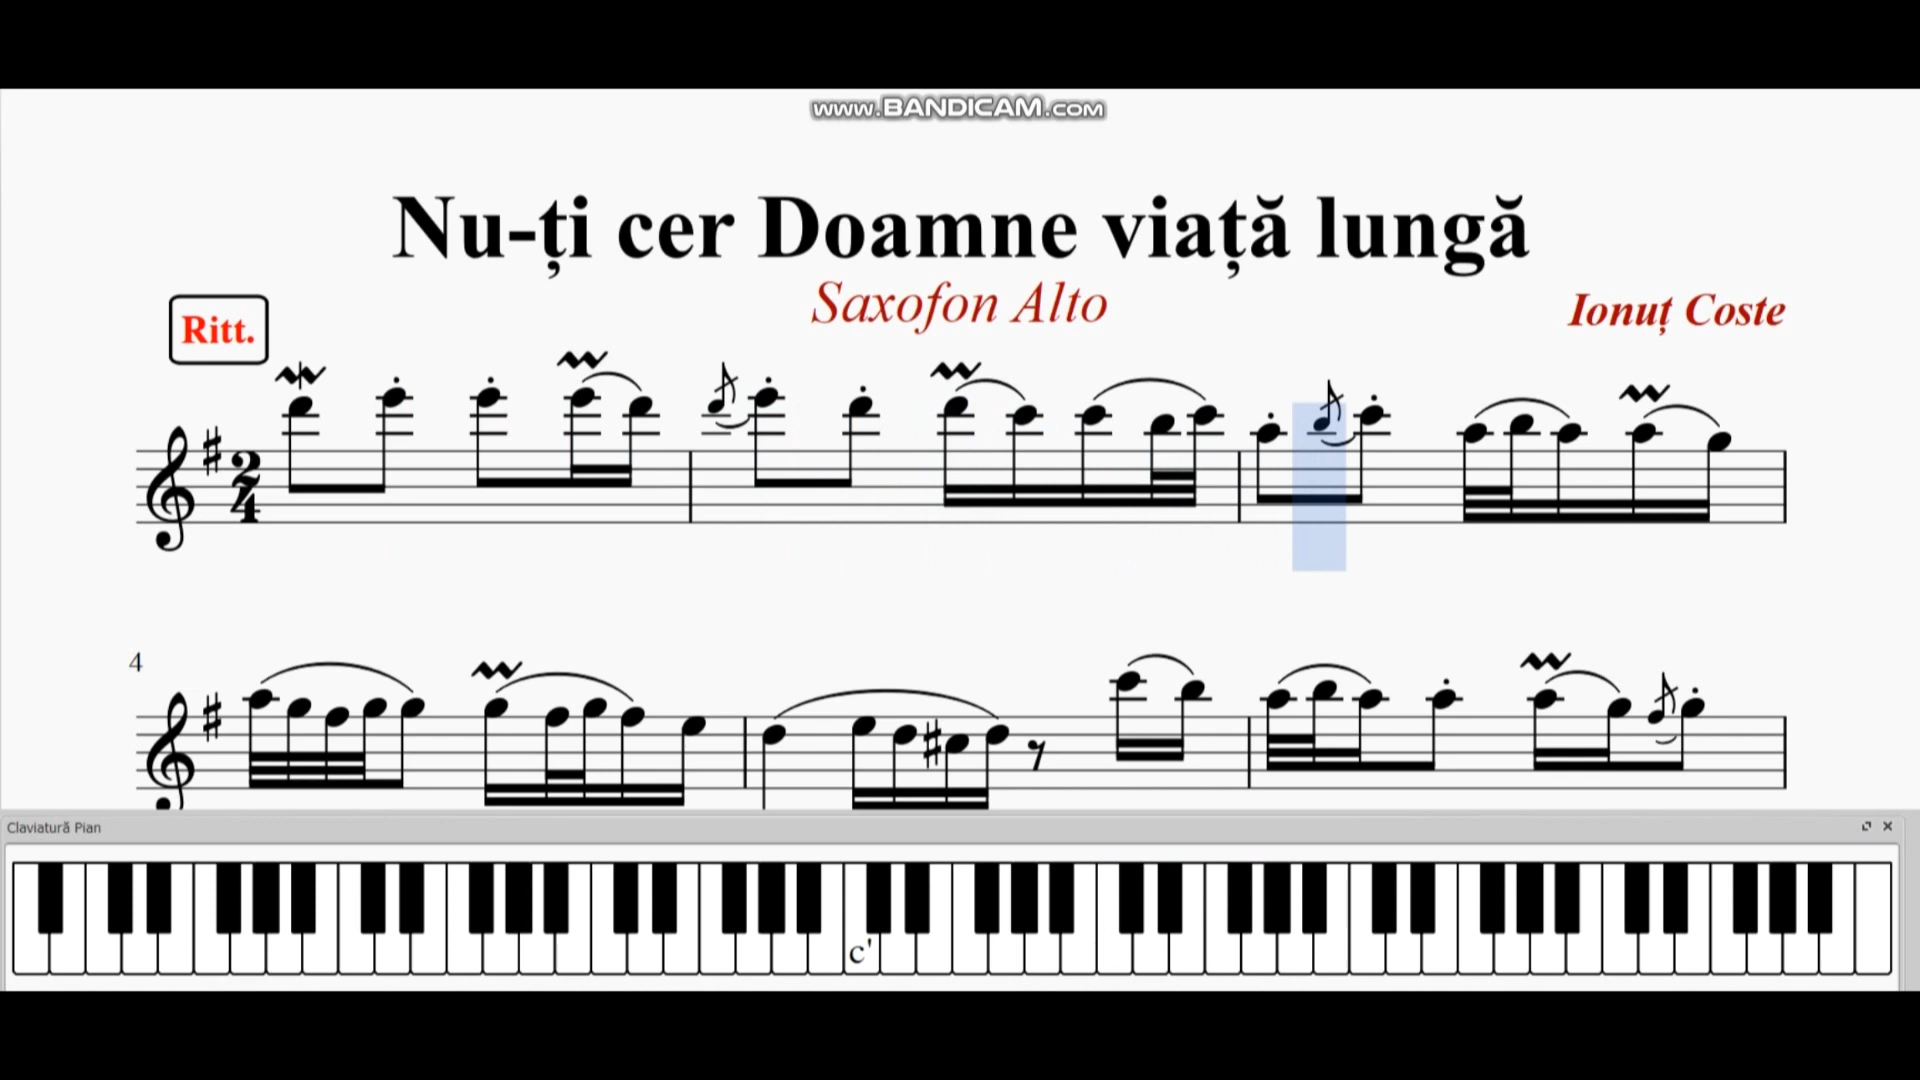 www.BANDICAM.com
Nu-ți cer Doamne viață lungă
Saxofon Alto
Ionuț Coste
Ritt.
2
4
4
Claviatură Pian
c'